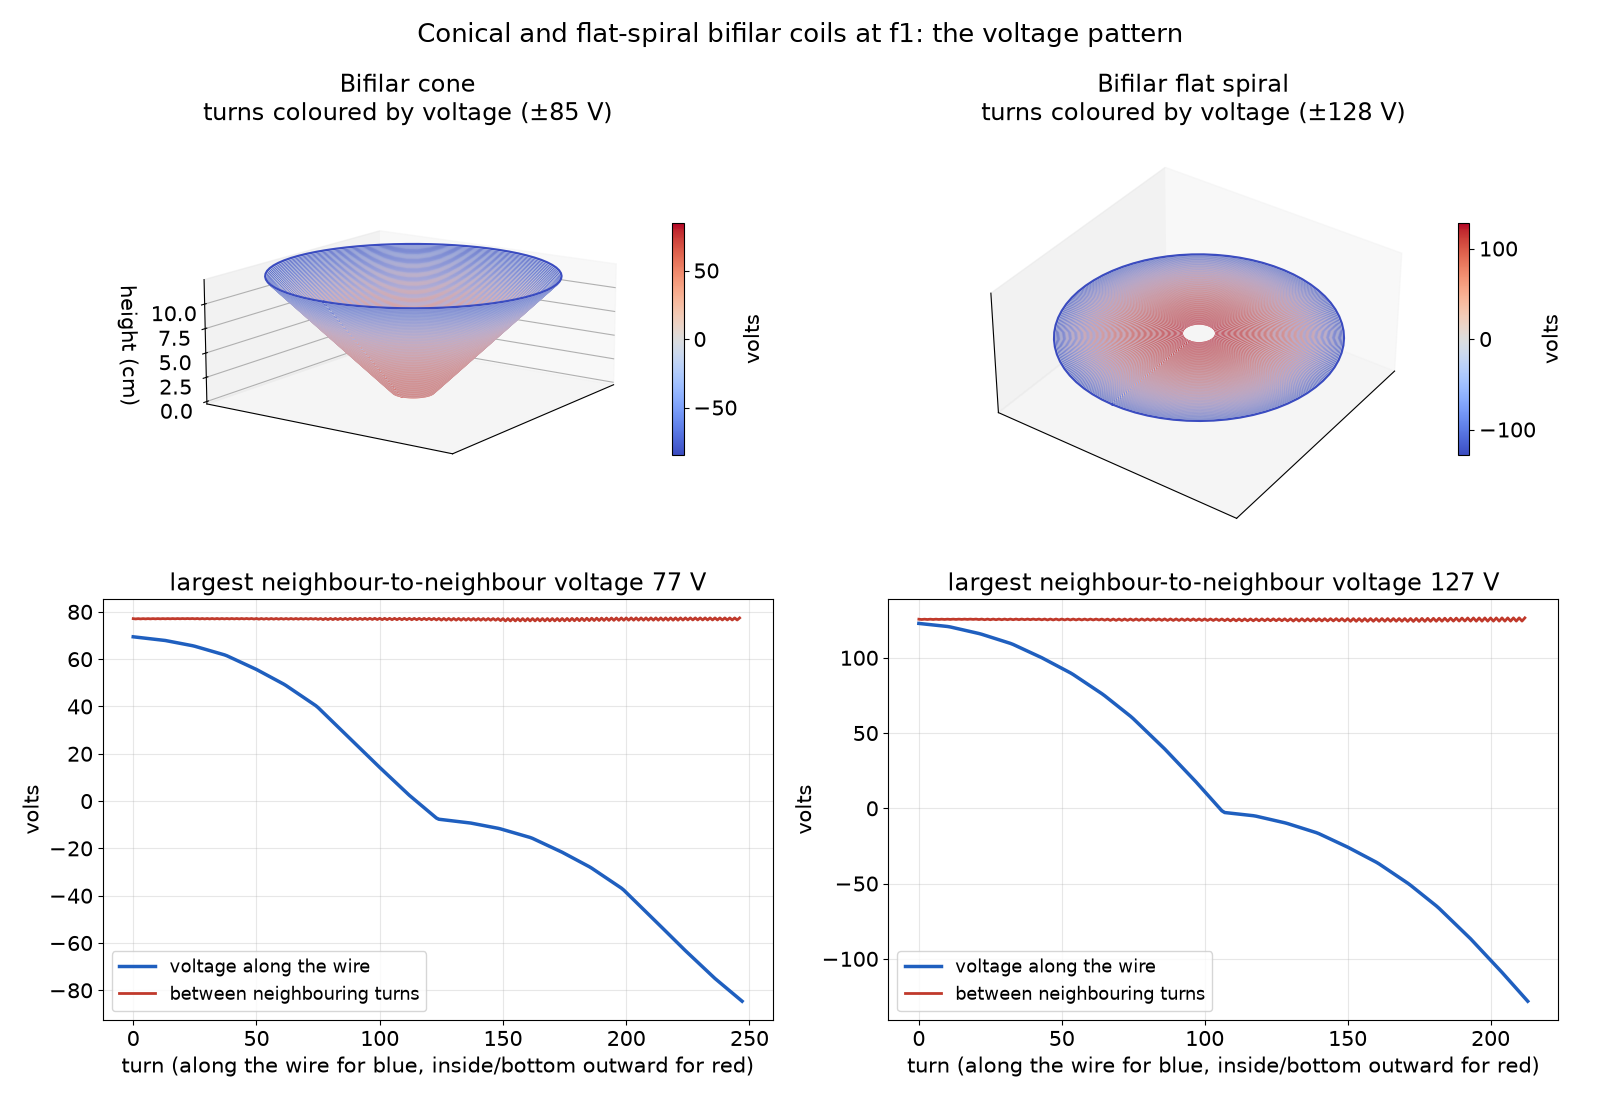 Conical and flat-spiral bifilar coils at f1: the voltage pattern
Bifilar cone
turns coloured by voltage (±85 V)
height (cm)
10.0
7.5
5.0
2.5
0.0
50
0
−50
volts
Bifilar flat spiral
turns coloured by voltage (±128 V)
100
0
−100
volts
largest neighbour-to-neighbour voltage 77 V
volts
80
60
40
20
0
−20
−40
−60
−80
voltage along the wire
between neighbouring turns
0 50 100 150 200 250
turn (along the wire for blue, inside/bottom outward for red)
largest neighbour-to-neighbour voltage 127 V
volts
100
50
0
−50
−100
voltage along the wire
between neighbouring turns
0 50 100 150 200
turn (along the wire for blue, inside/bottom outward for red)